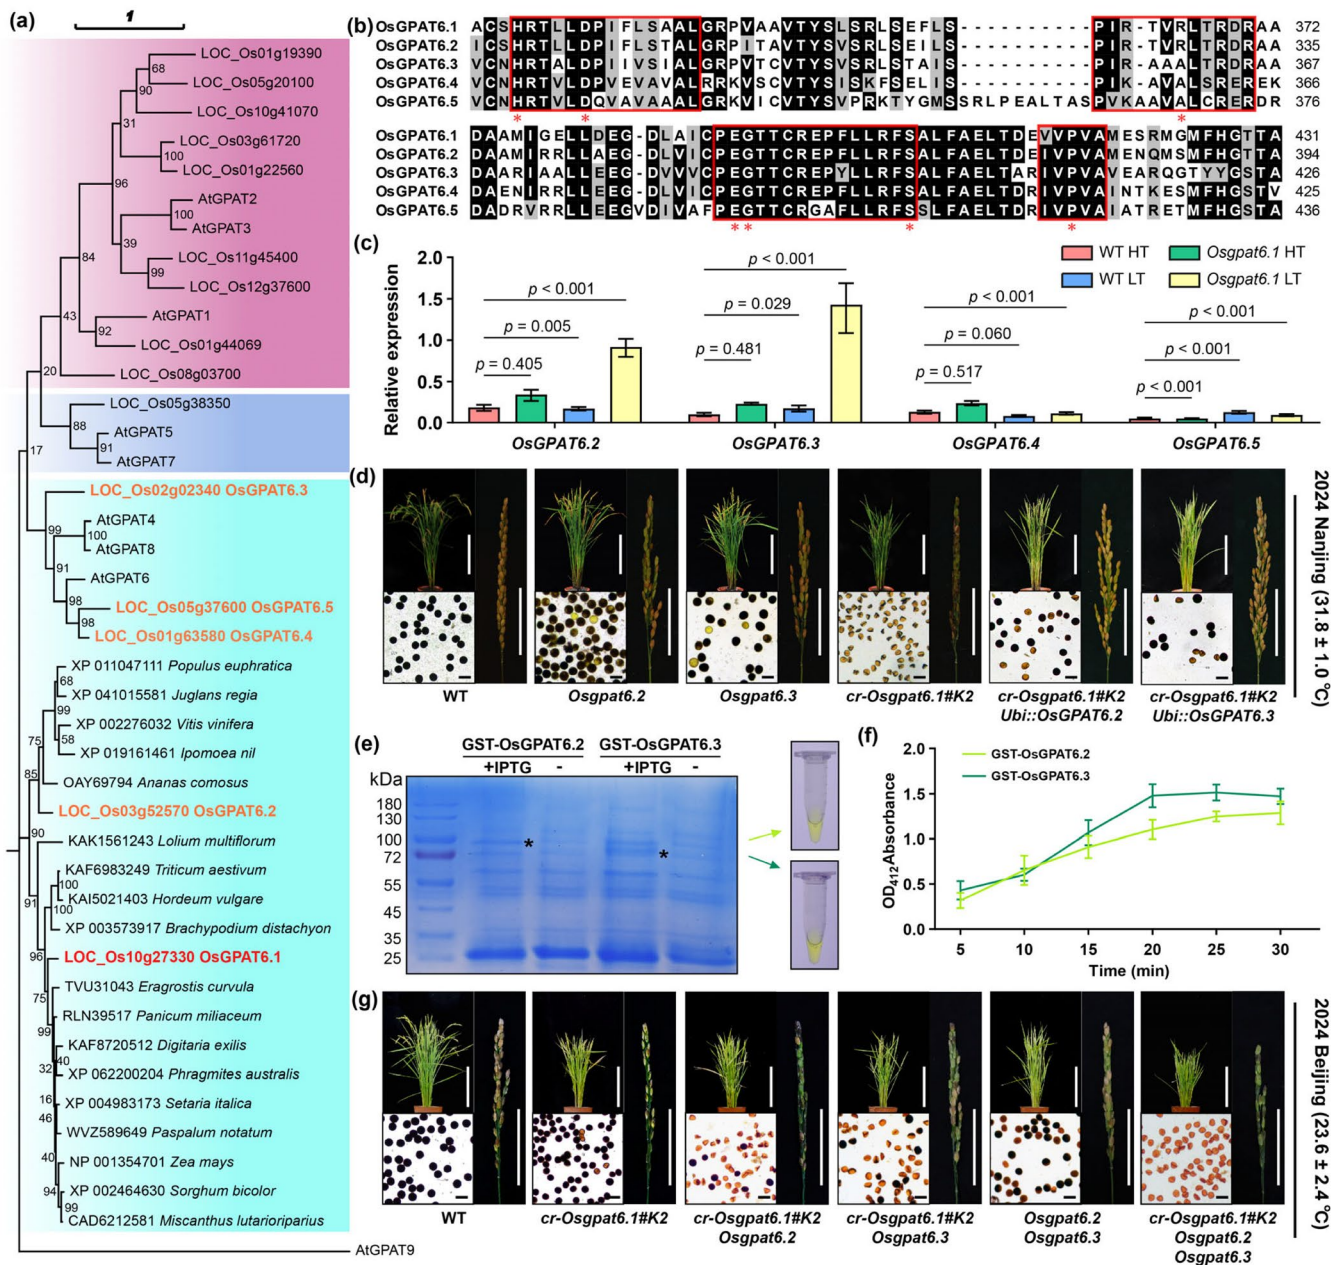 (a)
1
LOC_Os01g19390
68
LOC_Os05g20100
90
LOC_Os10g41070
31
LOC_Os03g61720
100
LOC_Os01g22560
96
AtGPAT2
100
AtGPAT3
39
LOC_Os11g45400
99
LOC_Os12g37600
84
43
AtGPAT1
92
LOC_Os01g44069
20
LOC_Os08g03700
LOC_Os05g38350
88
AtGPAT5
91
AtGPAT7
17
LOC_Os02g02340 OsGPAT6.3
99
AtGPAT4
100
AtGPAT8
91
AtGPAT6
98
LOC_Os05g37600 OsGPAT6.5
98
LOC_Os01g63580 OsGPAT6.4
XP 011047111 Populus euphratica
68
XP 041015581 Juglans regia
99
XP 002276032 Vitis vinifera
58
XP 019161461 Ipomoea nil
75
OAY69794 Ananas comosus
85
LOC_Os03g52570 OsGPAT6.2
90
KAK1561243 Lolium multiflorum
KAF6983249 Triticum aestivum
100
KAI5021403 Hordeum vulgare
100
91
XP 003573917 Brachypodium distachyon
96
LOC_Os10g27330 OsGPAT6.1
TVU31043 Eragrostis curvula
75
RLN39517 Panicum miliaceum
99
KAF8720512 Digitaria exilis
40
32
XP 062200204 Phragmites australis
16
XP 004983173 Setaria italica
46
WVZ589649 Paspalum notatum
40
NP 001354701 Zea mays
94
XP 002464630 Sorghum bicolor
99
CAD6212581 Miscanthus lutarioriparius
AtGPAT9
(b)
OsGPAT6.1 ACSHRTLLDPIFLSAALGRPVAAVTYSLSRLSEFLS-----------PIR-TVRLTRDRAA 372
OsGPAT6.2 ICSHRTLLDPIFLSTALGRPITAVTYSVSRLSEILS-----------PIR-TVRLTRDRAA 335
OsGPAT6.3 VCNHRTALDPIIVSIALGRPVTCVTYSVSRLSTAIS-----------PIR-AAALTRDRAA 367
OsGPAT6.4 VCNHRTVLDPVEVAVALRRKVSCVTYSISKFSELIS-----------PIK-AVALSREREK 366
OsGPAT6.5 VCNHRTVLDQVAVAAALGRKVICVTYSVPRKTYGMSSRLPEALTASPVKAAVALCRERDR 376
* * *
OsGPAT6.1 DAAMIGELLDEG-DLAICPEGTTCREPFLLRFSALFAELTDEVVPVAMESRMGMFHGTTA 431
OsGPAT6.2 DAAMIRRLLAEG-DLVICPEGTTCREPFLLRFSALFAELTDEIVPVAMENQMSMFHGTTA 394
OsGPAT6.3 DAARIAALLEEG-DVVVCPEGTTCREPYLLRFSALFAELTARIVPVAVEARQGTYYGSTA 426
OsGPAT6.4 DAENIRRLLEEG-DLVICPEGTTCREPFLLRFSALFAELTDRIVPVAINTKESMFHGSTV 425
OsGPAT6.5 DADRVRRLLEEGVDIVAFPEGTTCRGAFLLRFSSLFAELTDRIVPVAIATRETMFHGSTA 436
* * * *
(c)
Relative expression
2.0
1.5
1.0
0.5
0.0
WT HT
WT LT
Osgpat6.1 HT
Osgpat6.1 LT
p < 0.001
p = 0.005
p = 0.405
p < 0.001
p = 0.029
p = 0.481
p < 0.001
p = 0.060
p = 0.517
p < 0.001
p < 0.001
p < 0.001
OsGPAT6.2
OsGPAT6.3
OsGPAT6.4
OsGPAT6.5
(d)
WT
Osgpat6.2
Osgpat6.3
cr-Osgpat6.1#K2
cr-Osgpat6.1#K2
Ubi::OsGPAT6.2
cr-Osgpat6.1#K2
Ubi::OsGPAT6.3
2024 Nanjing (31.8 ± 1.0 °C)
(e)
GST-OsGPAT6.2 GST-OsGPAT6.3
kDa +IPTG - +IPTG -
180
130
100
72
55
45
35
25
*
*
(f)
GST-OsGPAT6.2
GST-OsGPAT6.3
OD412 Absorbance
2.0
1.5
1.0
0.5
0.0
5 10 15 20 25 30
Time (min)
(g)
WT
cr-Osgpat6.1#K2
cr-Osgpat6.1#K2
Osgpat6.2
cr-Osgpat6.1#K2
Osgpat6.3
Osgpat6.2
Osgpat6.3
cr-Osgpat6.1#K2
Osgpat6.2
Osgpat6.3
2024 Beijing (23.6 ± 2.4 °C)